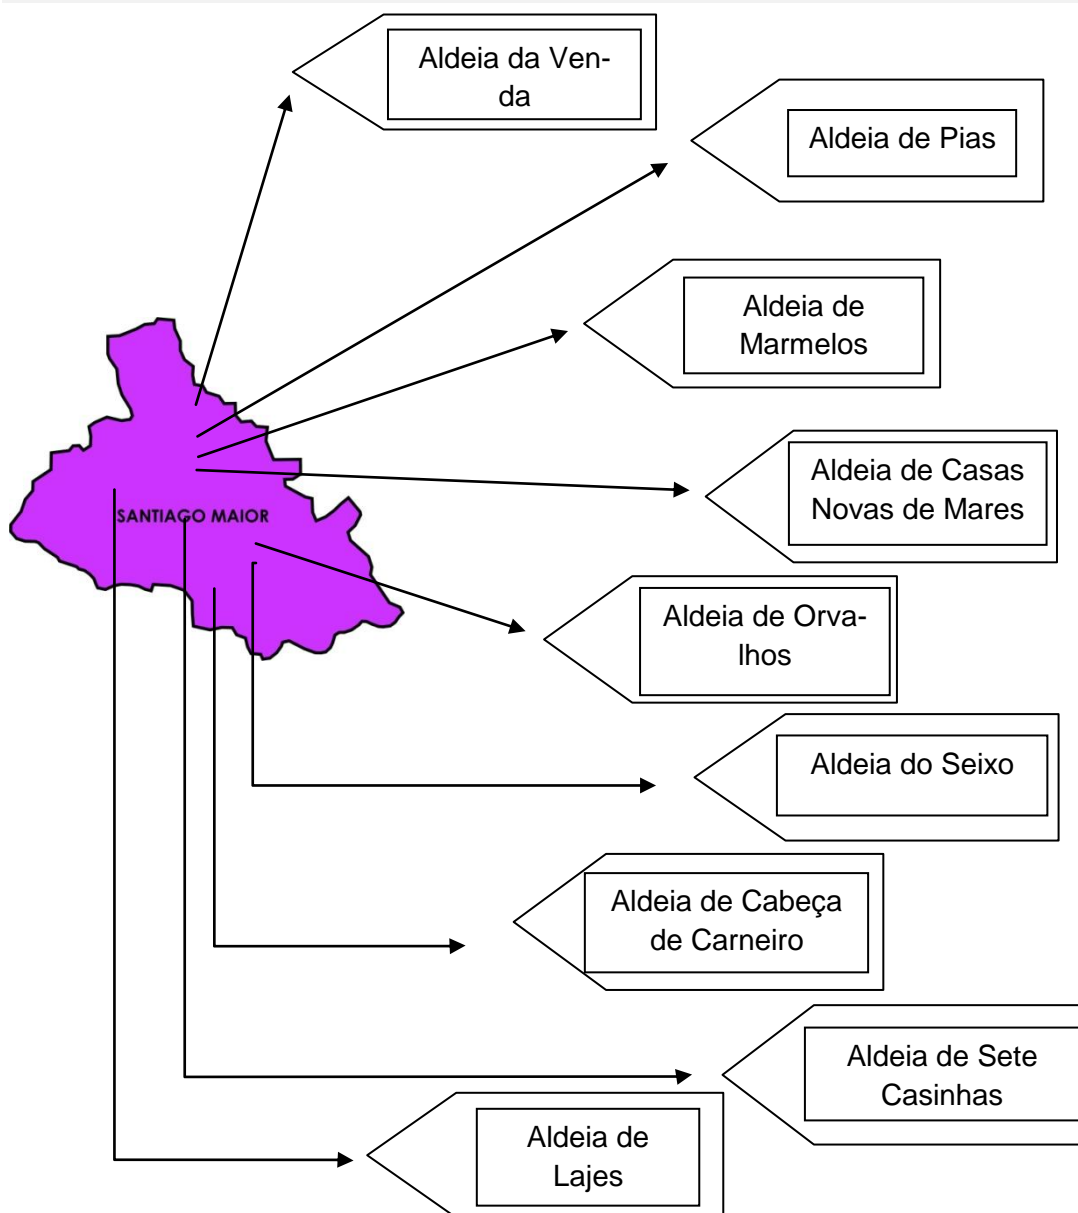 Aldeia da Ven-
da
Aldeia de Pias
Aldeia de
Marmelos
Aldeia de Casas
Novas de Mares
SANTIAGO MAIOR
Aldeia de Orva-
lhos
Aldeia do Seixo
Aldeia de Cabeça
de Carneiro
Aldeia de Sete
Casinhas
Aldeia de
Lajes